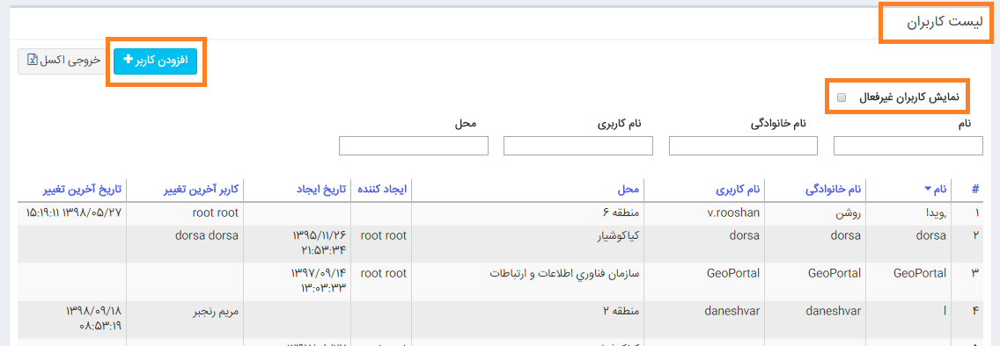 لیست کاربران
افزودن کاربر
خروجی اکسل
نمایش کاربران غیرفعال
نام نام خانوادگی نام کاربری محل
# نام نام خانوادگی نام کاربری محل ایجاد کننده تاریخ ایجاد کاربر آخرین تغییر تاریخ آخرین تغییر
۱ ,ویدا روشن v.rooshan منطقه ۶ root root ۱۳۹۸/۰۵/۲۷ ۱۵:۱۹:۱۱
۲ dorsa dorsa dorsa کیاکوشیار root root ۱۳۹۵/۱۱/۲۶ dorsa dorsa
۲۱:۵۳:۳۴
۳ GeoPortal GeoPortal GeoPortal سازمان فناوري اطلاعات و ارتباطات root root ۱۳۹۷/۰۹/۱۴
۱۳:۰۳:۳۳
۴ ا daneshvar daneshvar منطقه ۲ مریم رنجبر ۱۳۹۸/۰۹/۱۸
۰۸:۵۳:۱۹